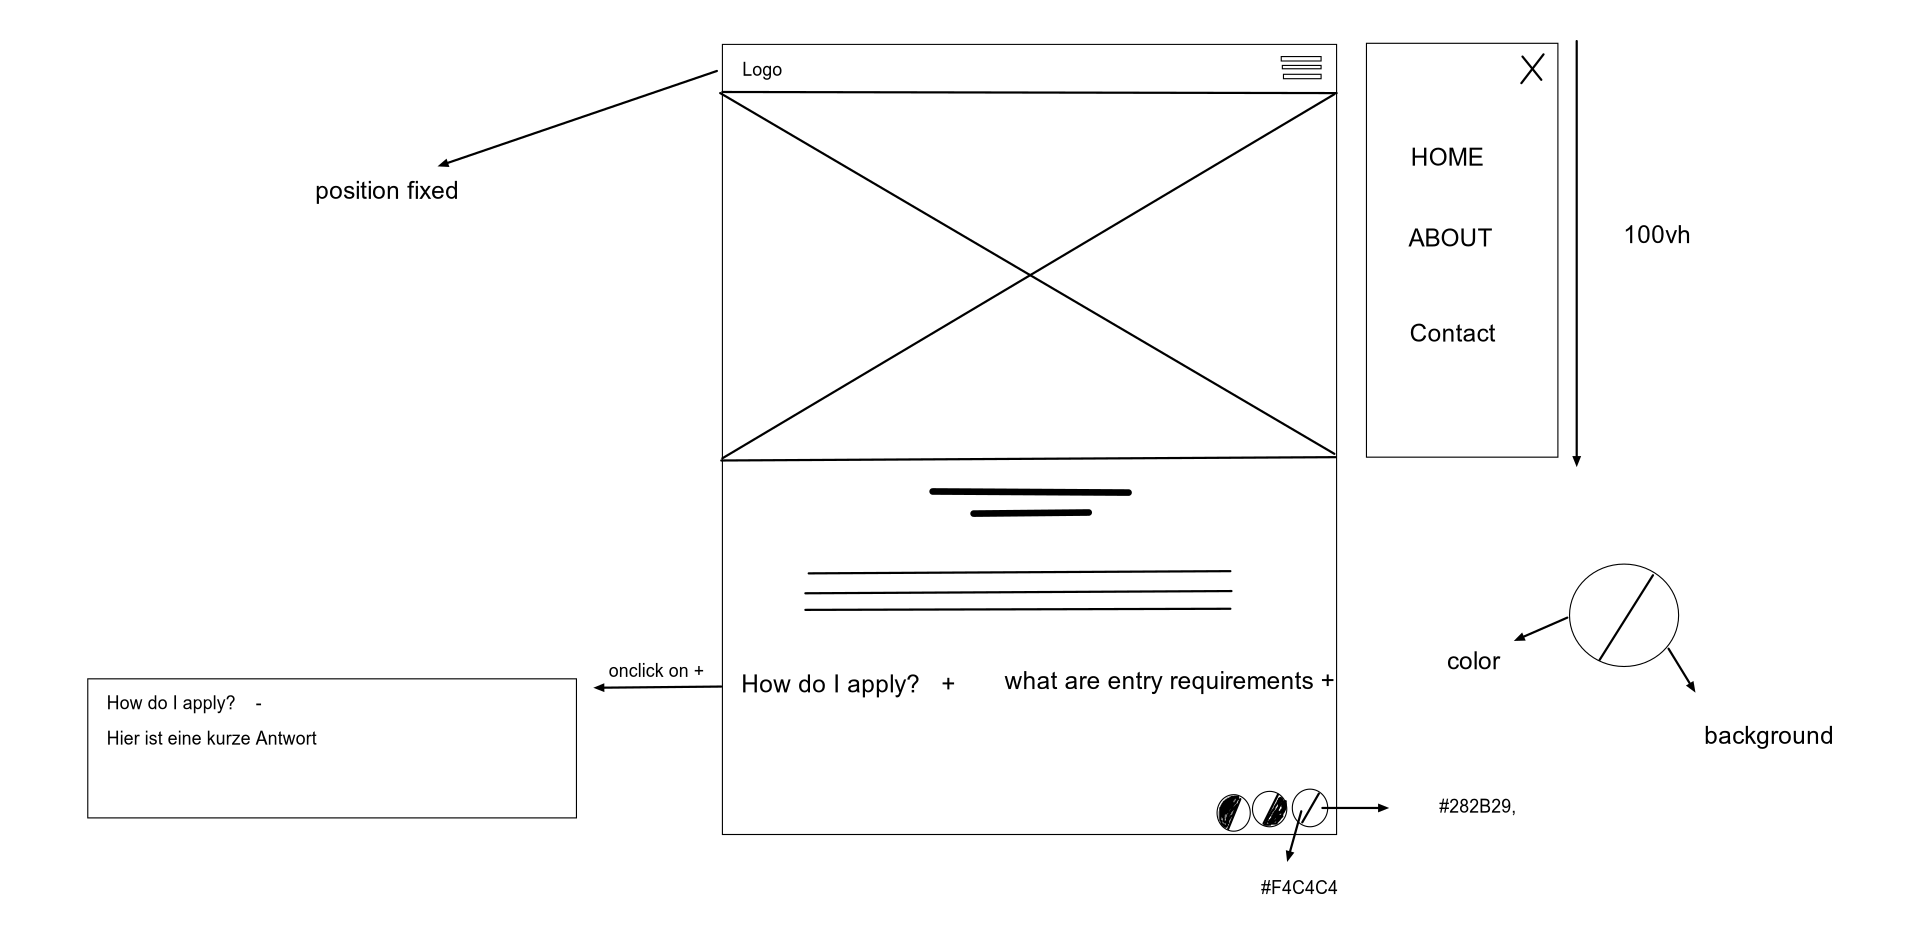 Logo
position fixed
HOME
ABOUT
Contact
100vh
color
background
onclick on +
How do I apply? +
what are entry requirements +
How do I apply? -
Hier ist eine kurze Antwort
#282B29,
#F4C4C4